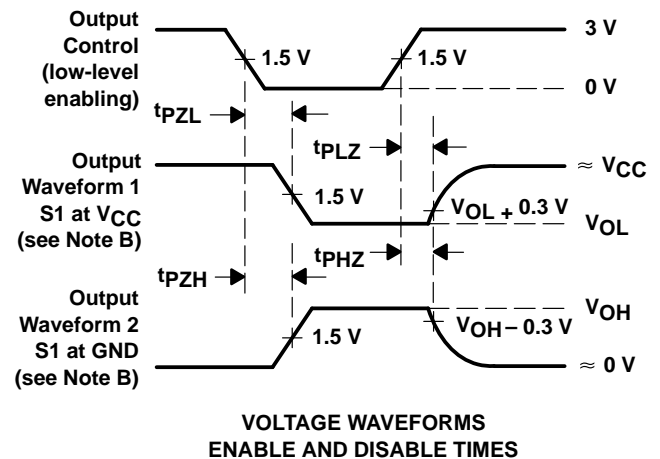 Output
Control
(low-level
enabling)
1.5 V
1.5 V
3 V
0 V
tPZL
tPLZ
Output
Waveform 1
S1 at VCC
(see Note B)
1.5 V
VOL + 0.3 V
≈ VCC
VOL
tPZH
tPHZ
Output
Waveform 2
S1 at GND
(see Note B)
1.5 V
VOH – 0.3 V
VOH
≈ 0 V
VOLTAGE WAVEFORMS
ENABLE AND DISABLE TIMES